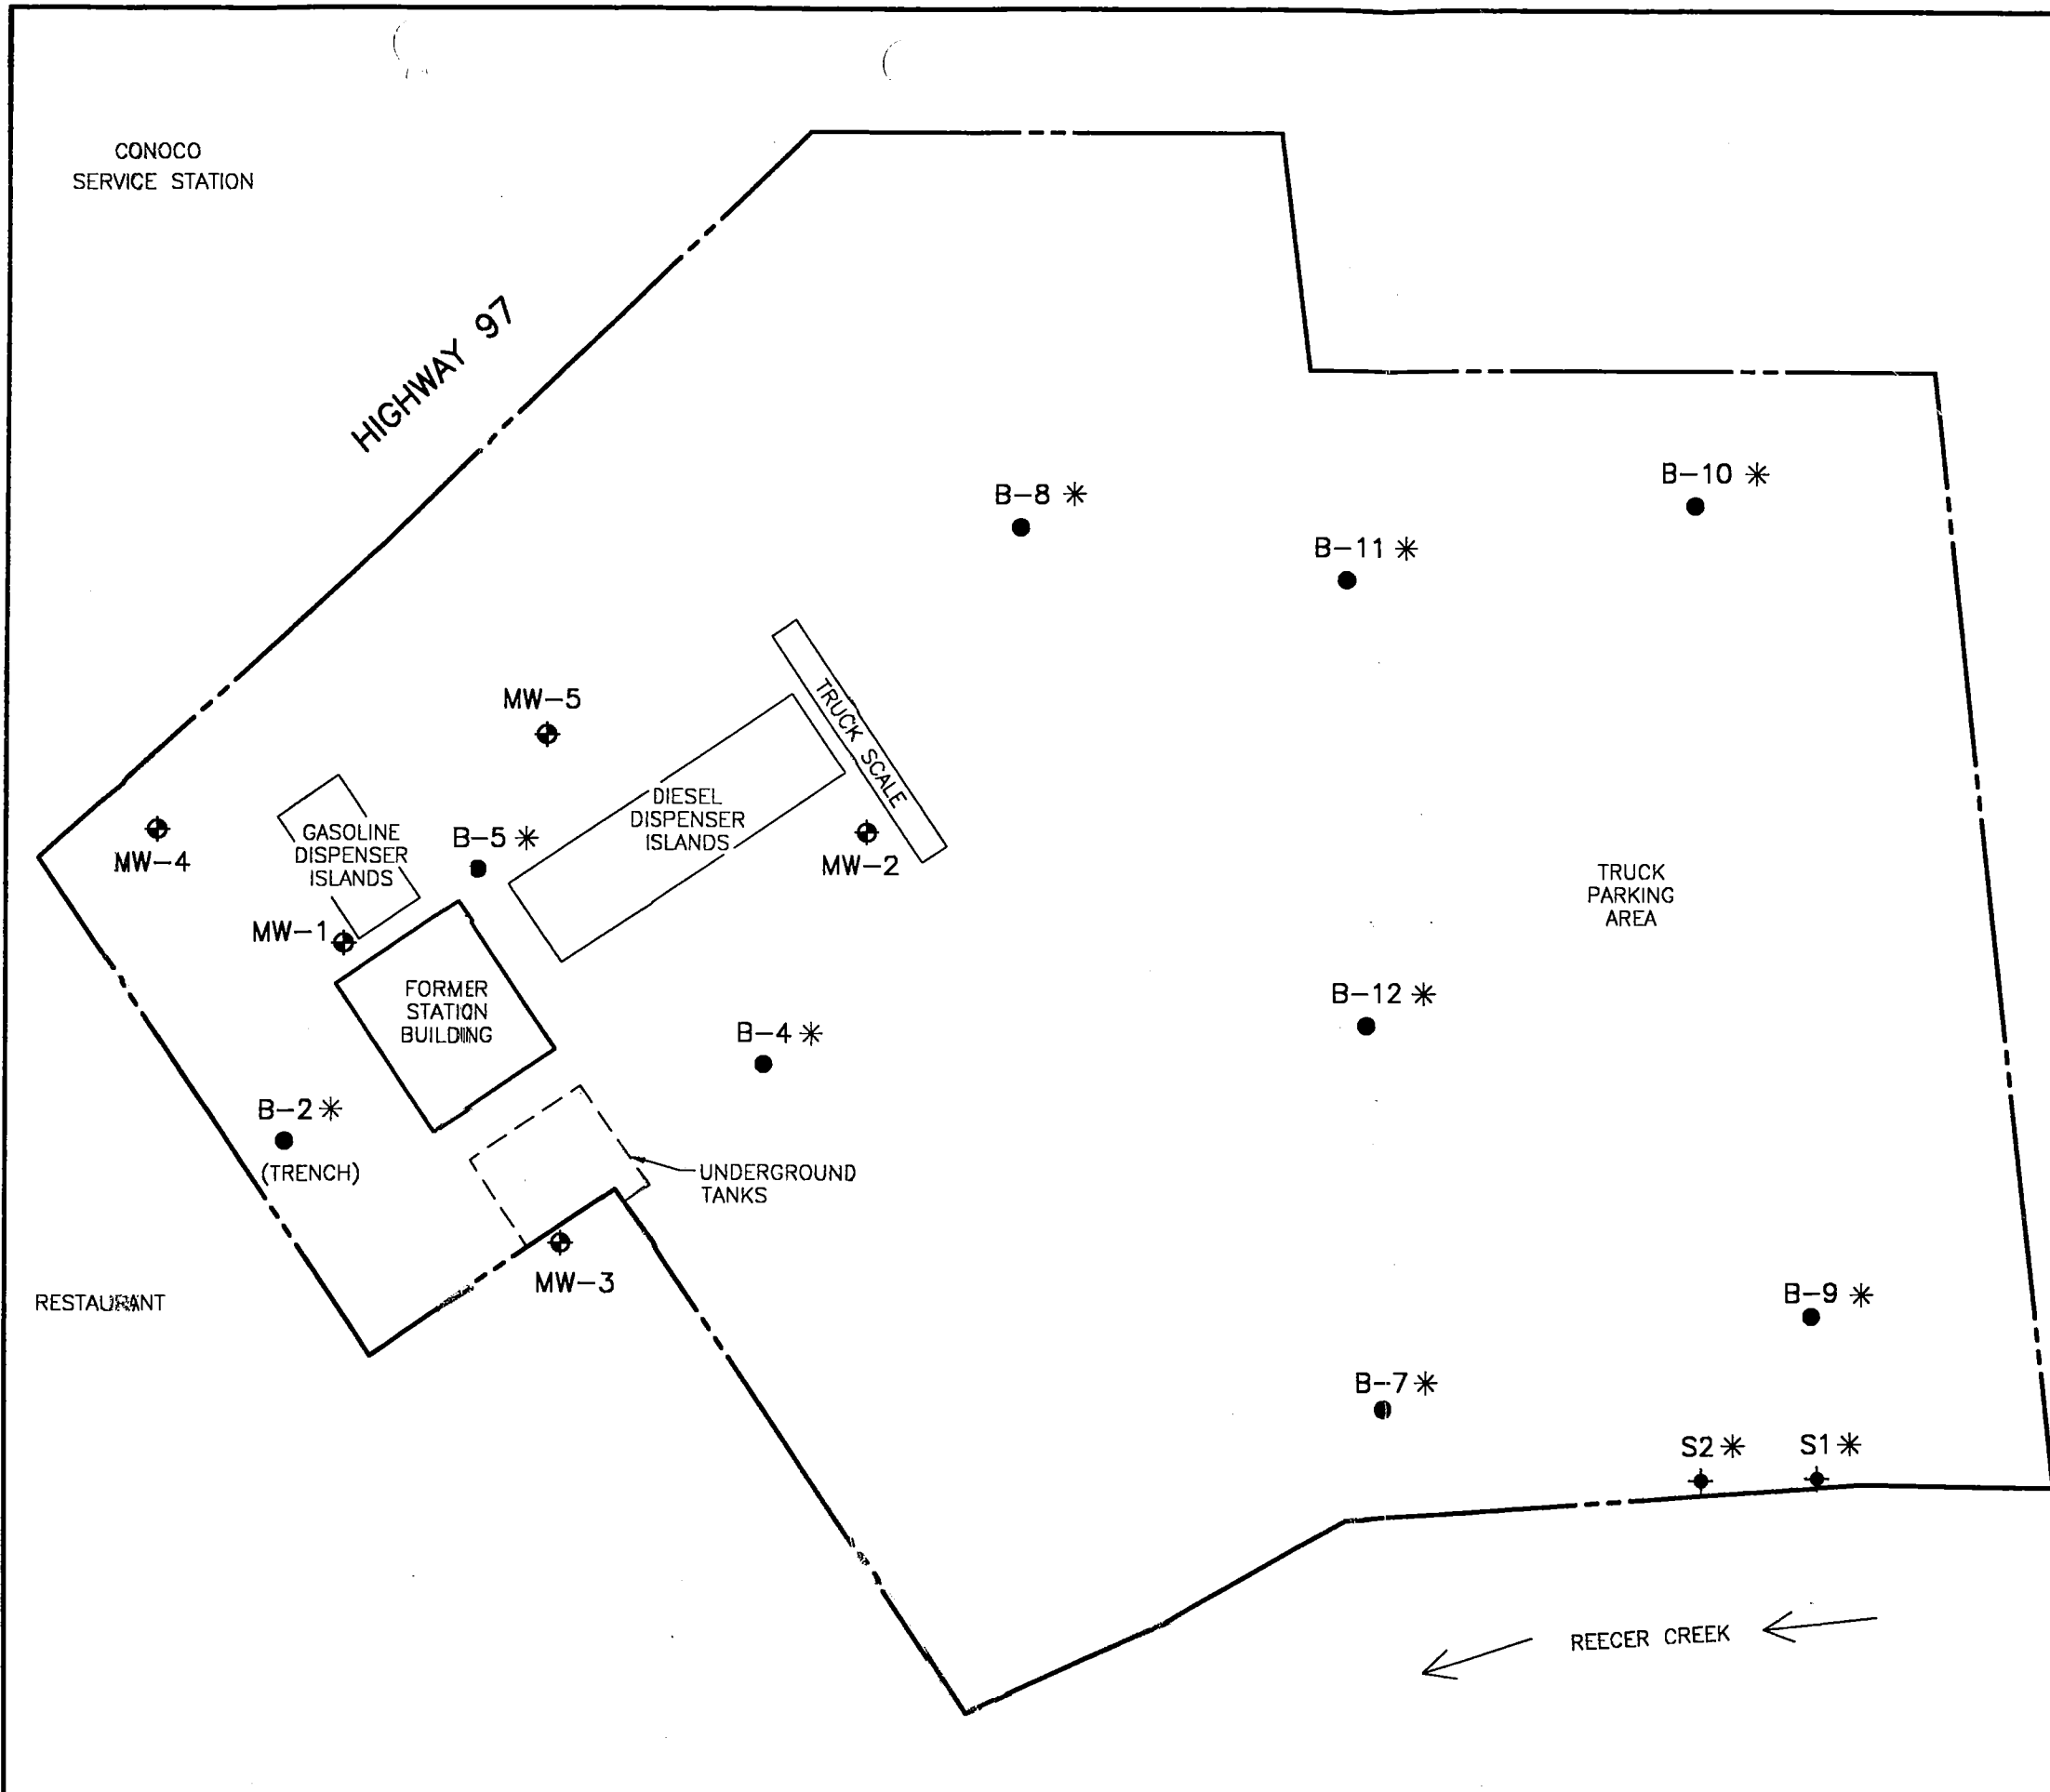 CONOCO
SERVICE STATION
HIGHWAY 97
B-8 *
B-10 *
B-11 *
MW-5
TRUCK SCALE
DIESEL
DISPENSER
ISLANDS
GASOLINE
DISPENSER
ISLANDS
B-5 *
MW-4
MW-2
TRUCK
PARKING
AREA
MW-1
FORMER
STATION
BUILDING
B-12 *
B-4 *
B-2 *
(TRENCH)
UNDERGROUND
TANKS
MW-3
RESTAURANT
B-9 *
B-7 *
S2 *
S1 *
REECER CREEK